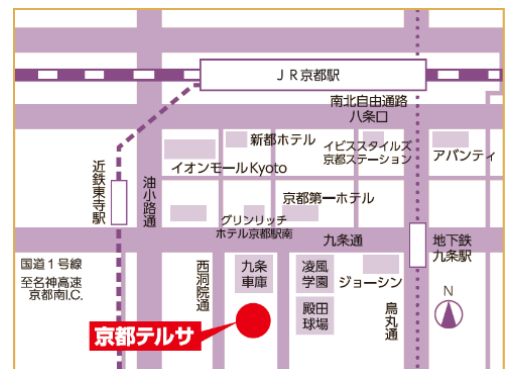 JR京都駅
南北自由通路
八条口
新都ホテル
イビススタイルズ
京都ステーション
アバンティ
イオンモールKyoto
近鉄東寺駅
油小路通
京都第一ホテル
グリンリッチ
ホテル京都駅南
九条通
地下鉄
九条駅
国道1号線
至名神高速
京都南I.C.
西洞院通
九条
車庫
凌風
学園
ジョーシン
殿田
球場
烏丸通
N
京都テルサ